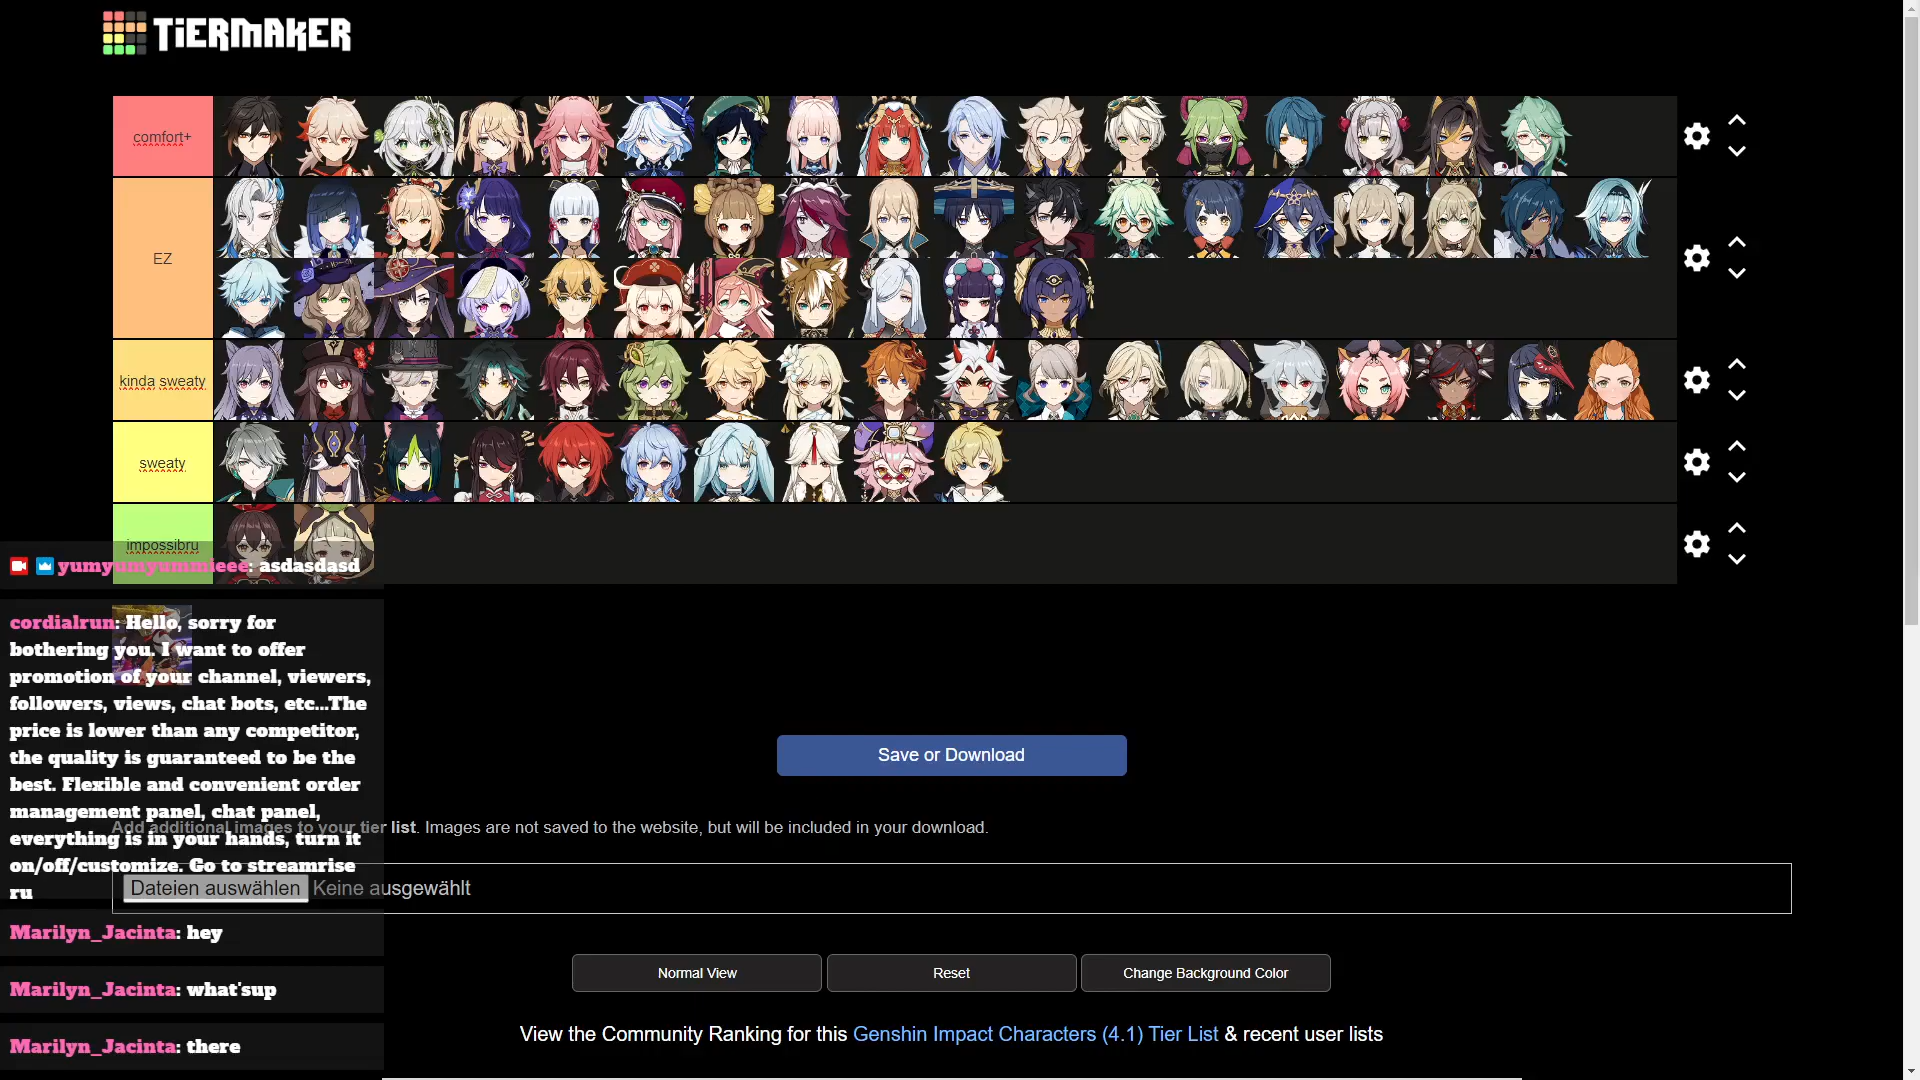 TiERMAKER
comfort+
EZ
kinda sweaty
sweaty
impossibru
yumyumyummieee: asdasdasd
cordialrun: Hello, sorry for
bothering you. I want to offer
promotion of your channel, viewers,
followers, views, chat bots, etc...The
price is lower than any competitor,
the quality is guaranteed to be the
best. Flexible and convenient order
management panel, chat panel,
everything is in your hands, turn it
on/off/customize. Go to streamrise
ru
Marilyn_Jacinta: hey
Marilyn_Jacinta: what'sup
Marilyn_Jacinta: there
Save or Download
Add additional images to your tier list. Images are not saved to the website, but will be included in your download.
Dateien auswählen Keine ausgewählt
Normal View
Reset
Change Background Color
View the Community Ranking for this Genshin Impact Characters (4.1) Tier List & recent user lists